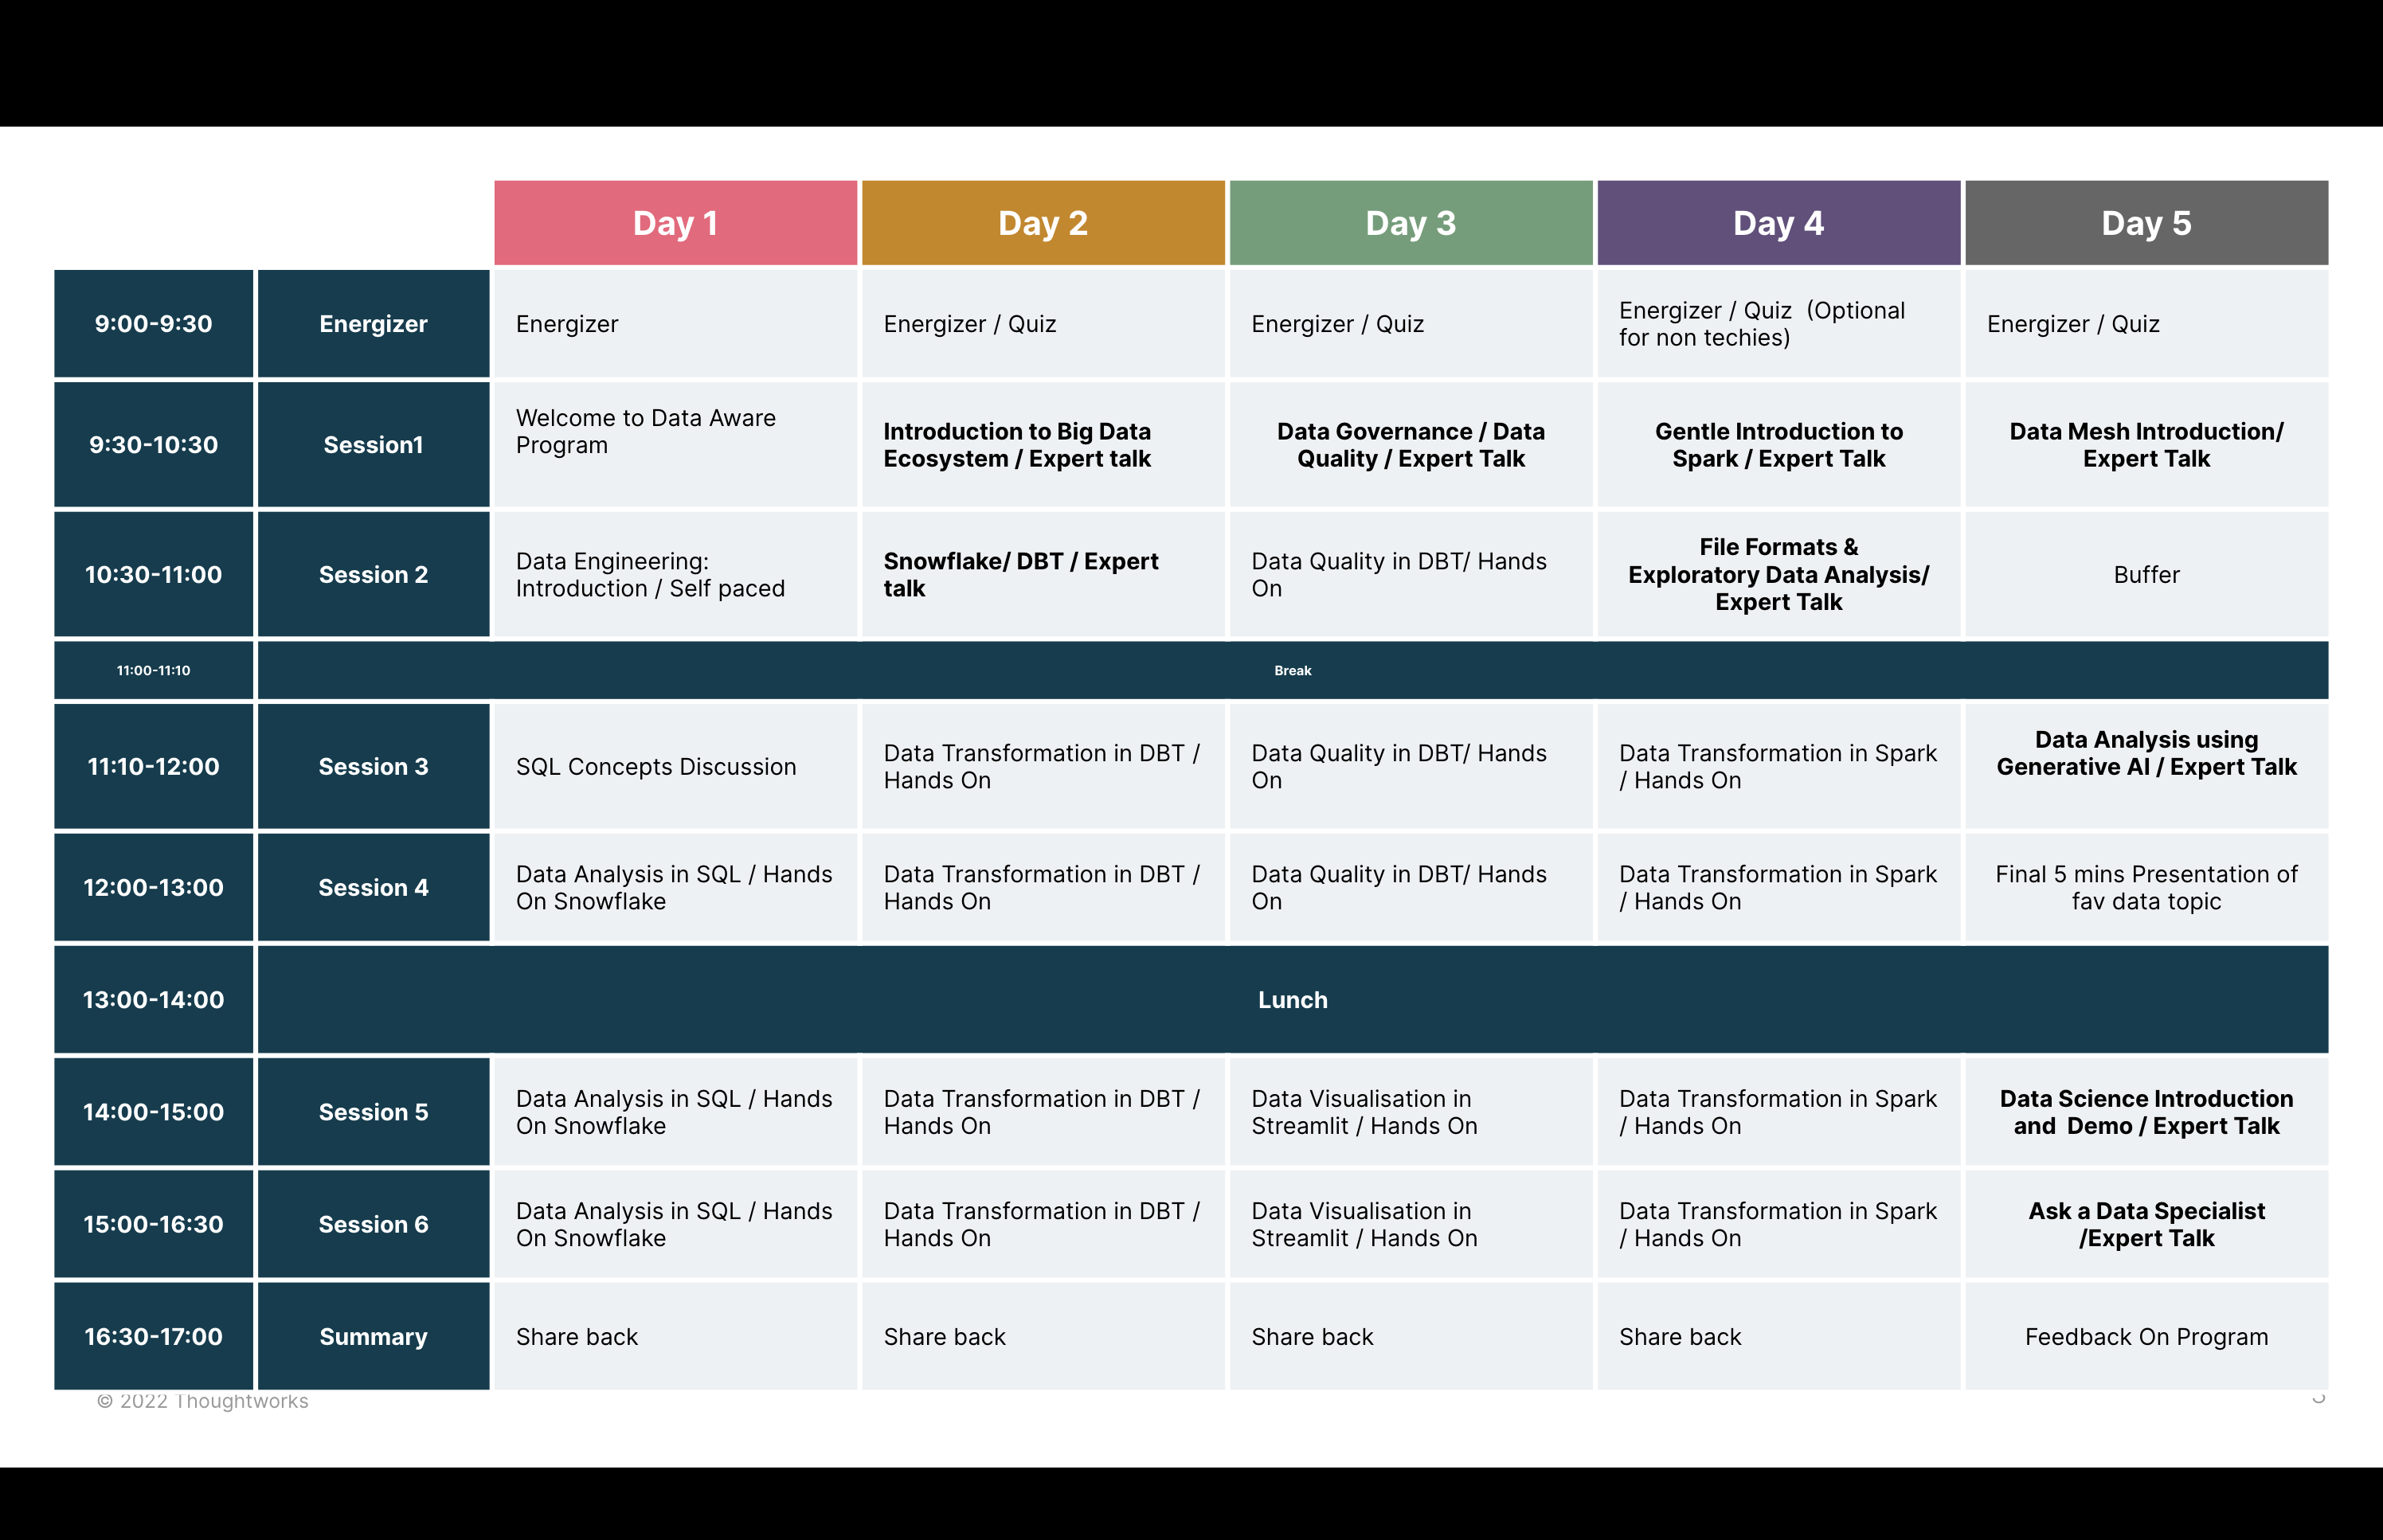 Day 1
Day 2
Day 3
Day 4
Day 5
9:00-9:30
Energizer
Energizer
Energizer / Quiz
Energizer / Quiz
Energizer / Quiz (Optional
for non techies)
Energizer / Quiz
9:30-10:30
Session1
Welcome to Data Aware
Program
Introduction to Big Data
Ecosystem / Expert talk
Data Governance / Data
Quality / Expert Talk
Gentle Introduction to
Spark / Expert Talk
Data Mesh Introduction/
Expert Talk
10:30-11:00
Session 2
Data Engineering:
Introduction / Self paced
Snowflake/ DBT / Expert
talk
Data Quality in DBT/ Hands
On
File Formats &
Exploratory Data Analysis/
Expert Talk
Buffer
11:00-11:10
Break
11:10-12:00
Session 3
SQL Concepts Discussion
Data Transformation in DBT /
Hands On
Data Quality in DBT/ Hands
On
Data Transformation in Spark
/ Hands On
Data Analysis using
Generative AI / Expert Talk
12:00-13:00
Session 4
Data Analysis in SQL / Hands
On Snowflake
Data Transformation in DBT /
Hands On
Data Quality in DBT/ Hands
On
Data Transformation in Spark
/ Hands On
Final 5 mins Presentation of
fav data topic
13:00-14:00
Lunch
14:00-15:00
Session 5
Data Analysis in SQL / Hands
On Snowflake
Data Transformation in DBT /
Hands On
Data Visualisation in
Streamlit / Hands On
Data Transformation in Spark
/ Hands On
Data Science Introduction
and Demo / Expert Talk
15:00-16:30
Session 6
Data Analysis in SQL / Hands
On Snowflake
Data Transformation in DBT /
Hands On
Data Visualisation in
Streamlit / Hands On
Data Transformation in Spark
/ Hands On
Ask a Data Specialist
/Expert Talk
16:30-17:00
Summary
Share back
Share back
Share back
Share back
Feedback On Program
© 2022 Thoughtworks